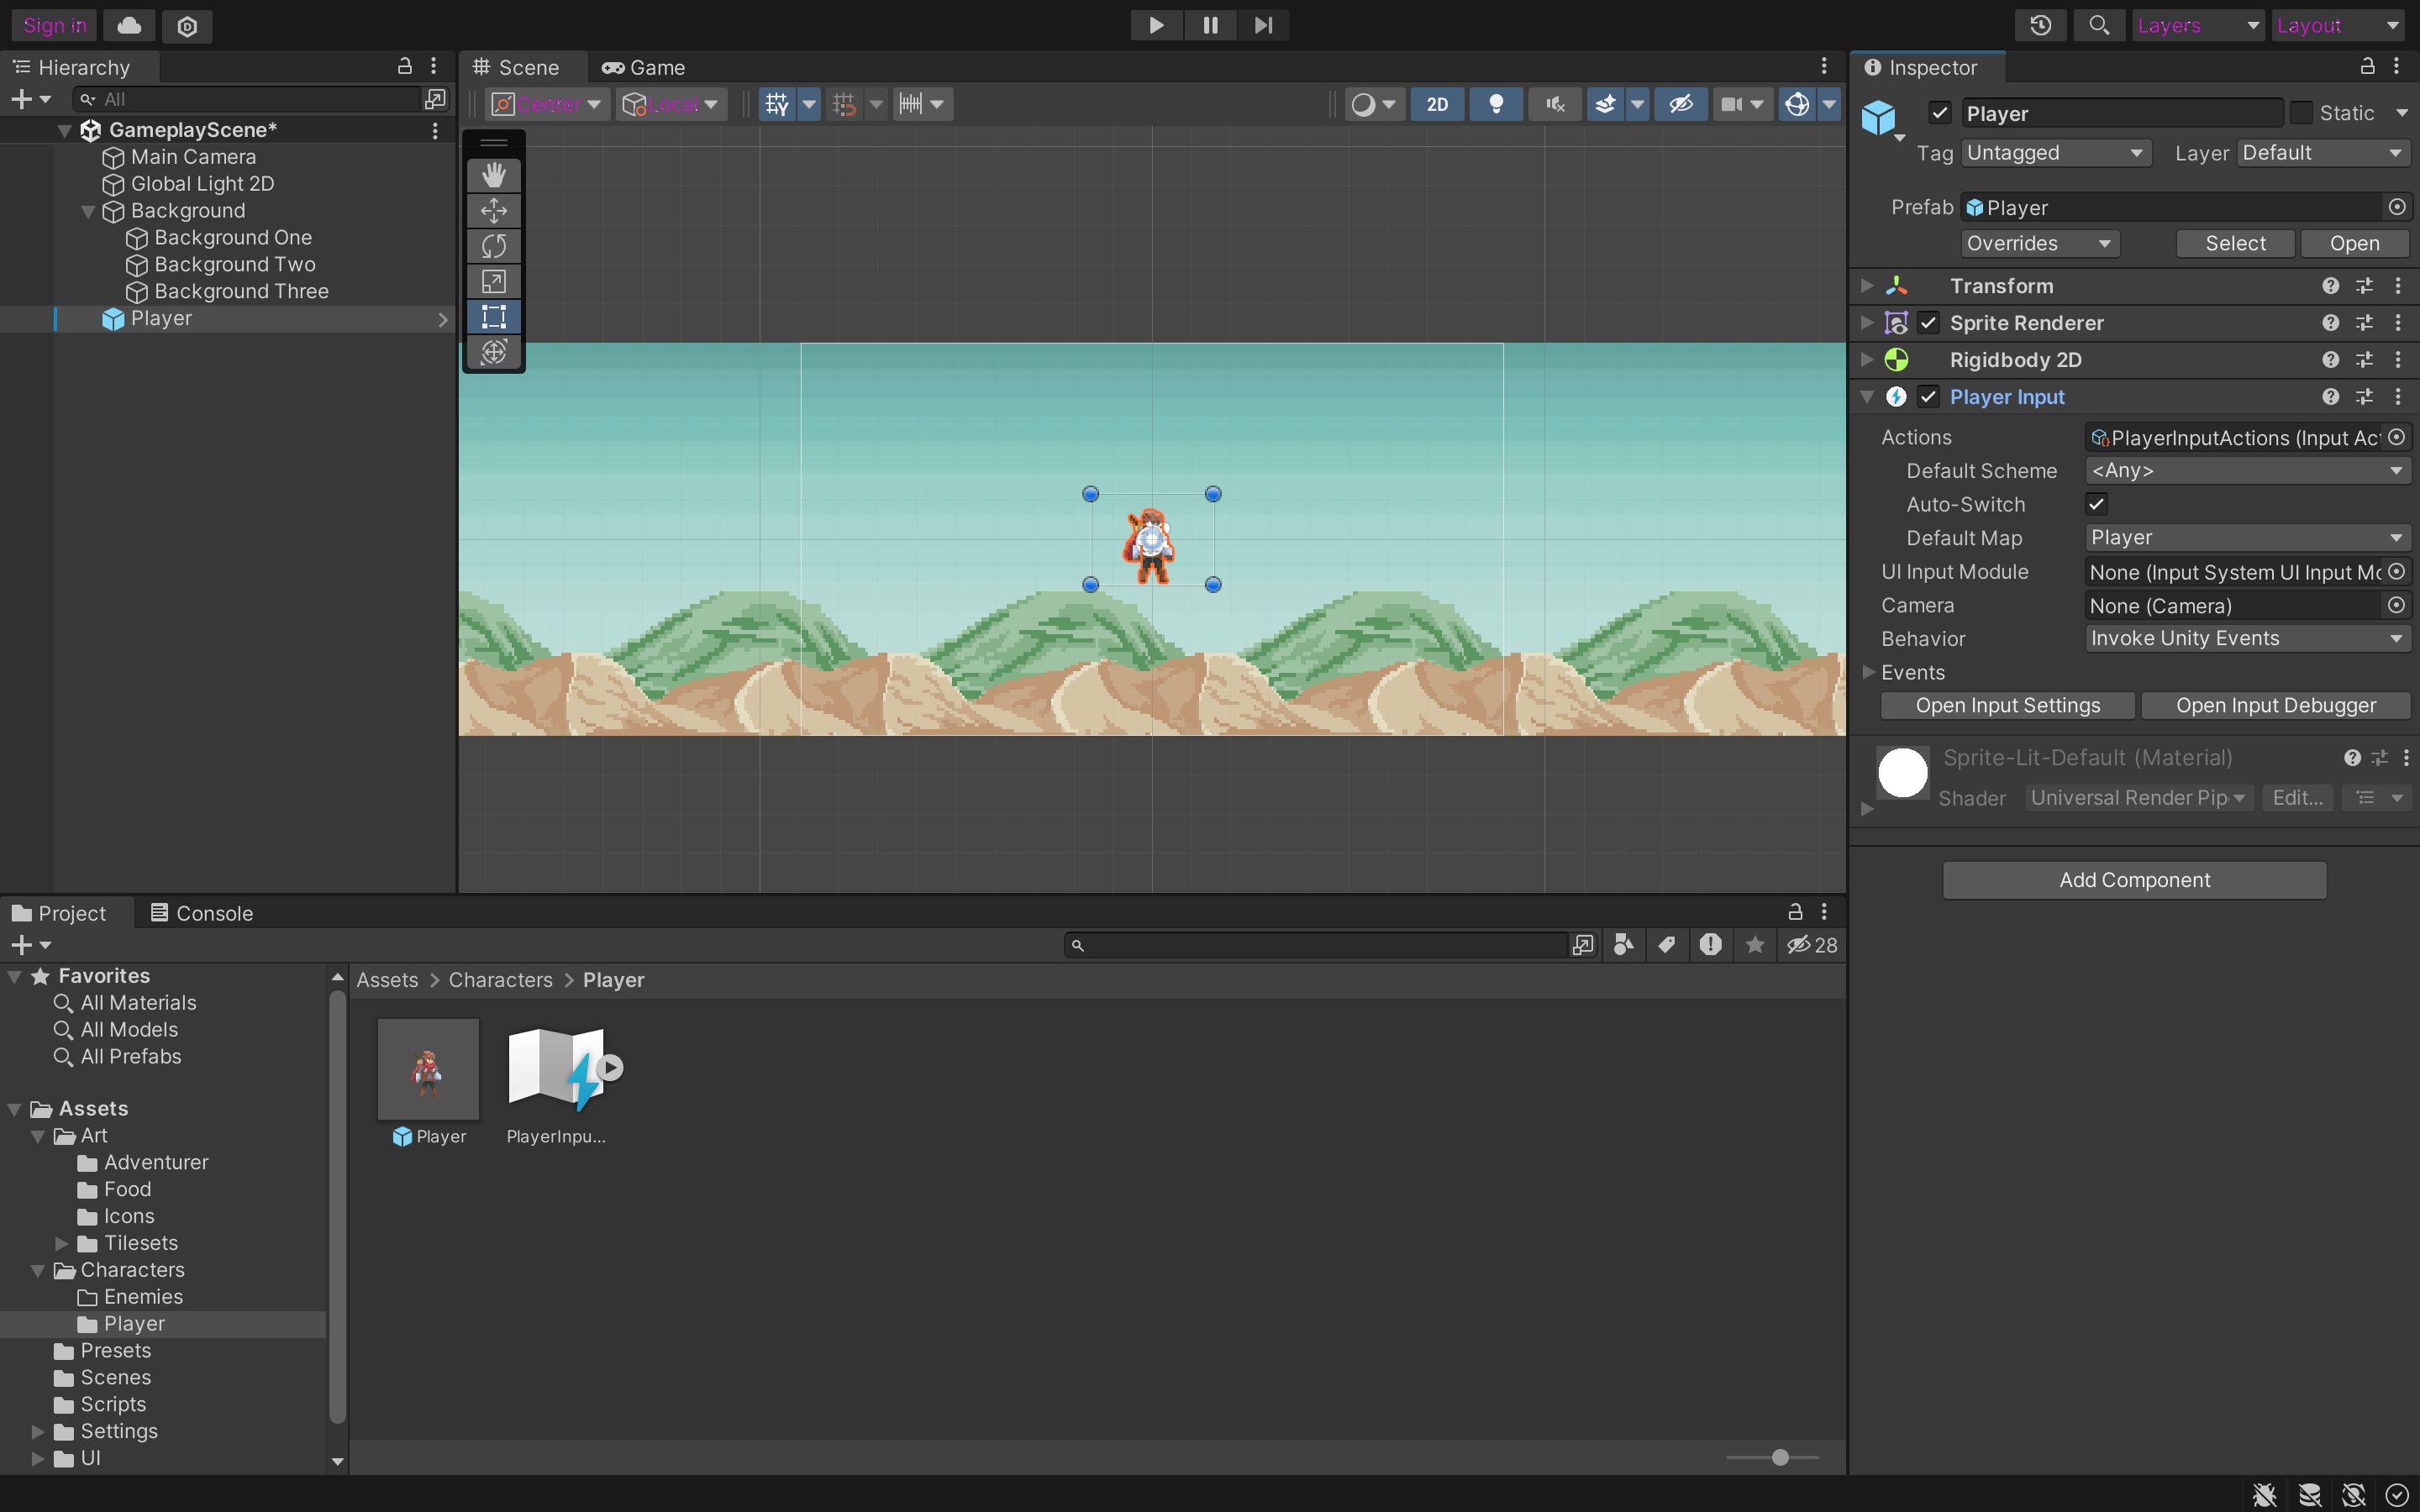 Sign in
Layers
Layout
Hierarchy
All
GameplayScene*
Main Camera
Global Light 2D
Background
Background One
Background Two
Background Three
Player
Scene
Game
Center
Local
2D
Inspector
Player
Static
Tag
Untagged
Layer
Default
Prefab
Player
Overrides
Select
Open
Transform
Sprite Renderer
Rigidbody 2D
Player Input
Actions
PlayerInputActions (Input Ac
Default Scheme
<Any>
Auto-Switch
Default Map
Player
UI Input Module
None (Input System UI Input Mo
Camera
None (Camera)
Behavior
Invoke Unity Events
Events
Open Input Settings
Open Input Debugger
Sprite-Lit-Default (Material)
Shader
Universal Render Pip
Edit...
Add Component
Project
Console
28
Favorites
All Materials
All Models
All Prefabs
Assets
Art
Adventurer
Food
Icons
Tilesets
Characters
Enemies
Player
Presets
Scenes
Scripts
Settings
UI
Assets > Characters > Player
Player
PlayerInpu...